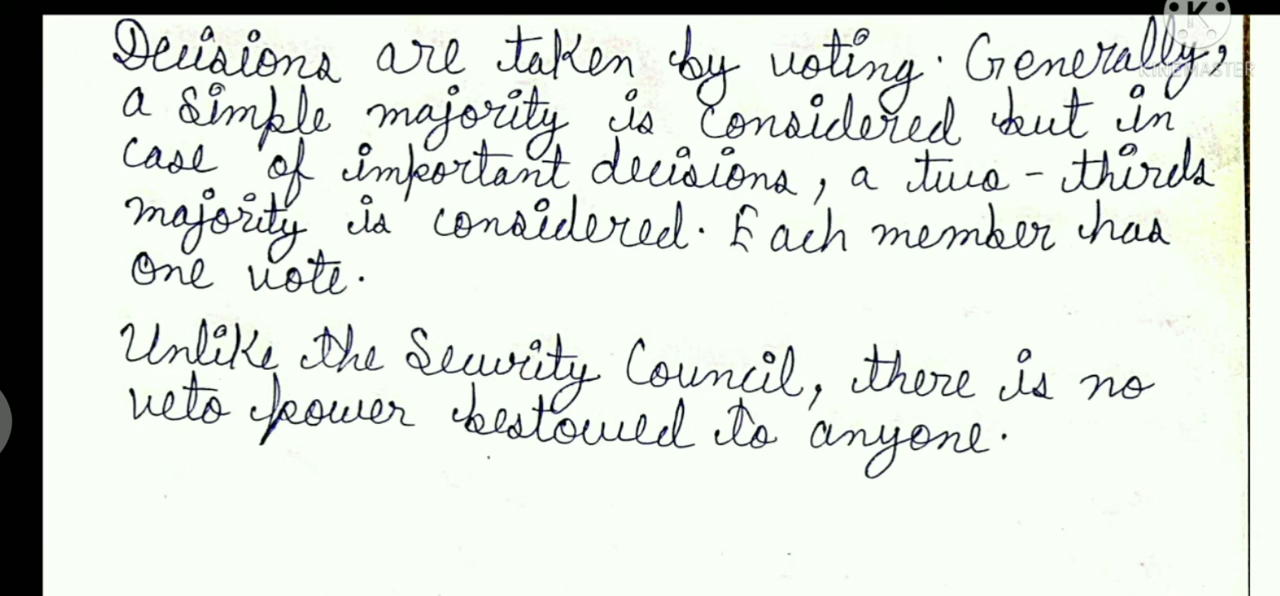 Decisions are taken by voting. Generally,
a simple majority is considered but in
case of important decisions, a two-thirds
majority is considered. Each member has
one vote.
Unlike the Security Council, there is no
veto power bestowed to anyone.
K
KINEMASTER